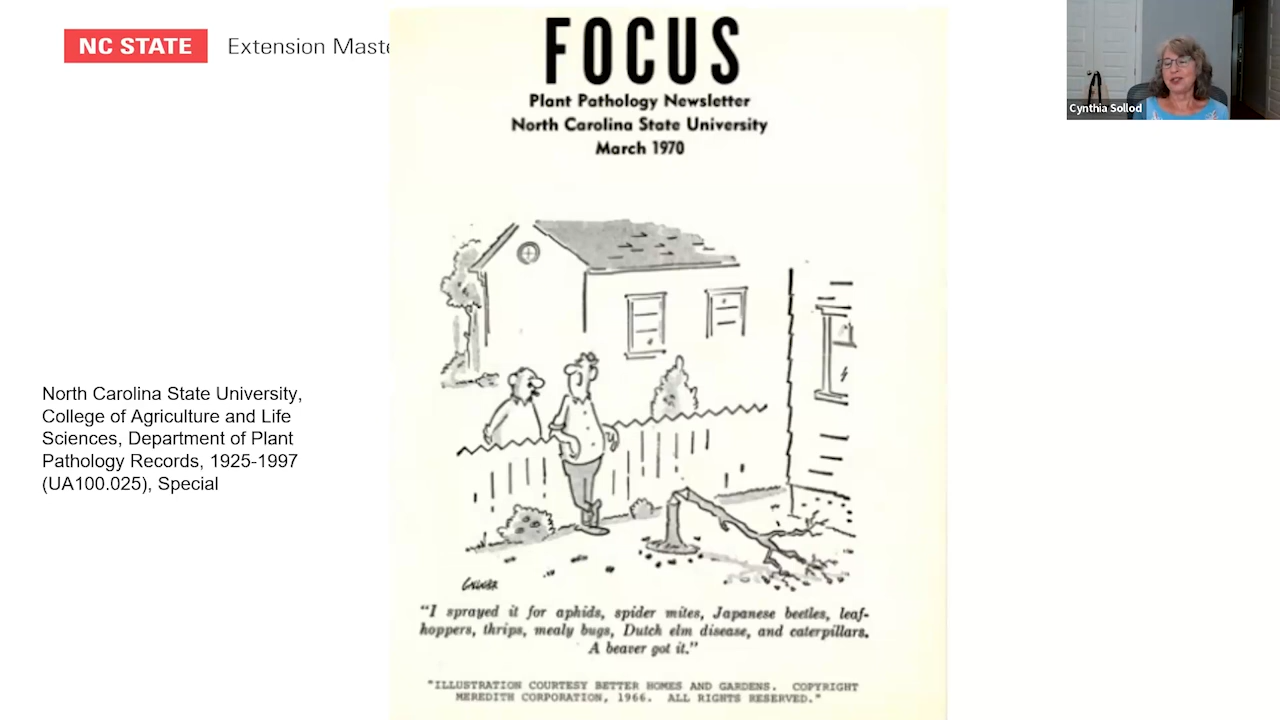 NC STATE Extension Maste
FOCUS
Plant Pathology Newsletter
North Carolina State University
March 1970
Cynthia Sollod
North Carolina State University,
College of Agriculture and Life
Sciences, Department of Plant
Pathology Records, 1925-1997
(UA100.025), Special
"I sprayed it for aphids, spider mites, Japanese beetles, leaf-
hoppers, thrips, mealy bugs, Dutch elm disease, and caterpillars.
A beaver got it."
"ILLUSTRATION COURTESY BETTER HOMES AND GARDENS. COPYRIGHT
MEREDITH CORPORATION, 1966. ALL RIGHTS RESERVED."